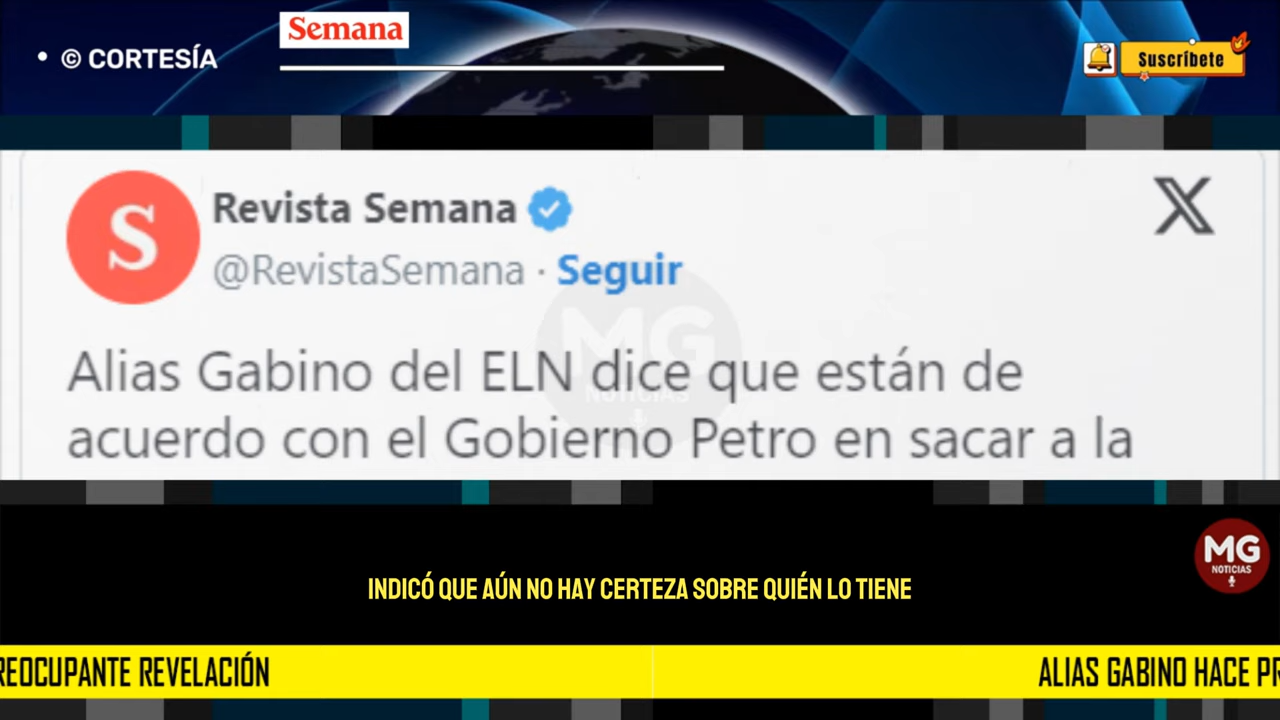 Semana
• © CORTESÍA
Suscríbete
Revista Semana
@RevistaSemana · Seguir
Alias Gabino del ELN dice que están de
acuerdo con el Gobierno Petro en sacar a la
MG
NOTICIAS
INDICÓ QUE AÚN NO HAY CERTEZA SOBRE QUIÉN LO TIENE
MG
NOTICIAS
REOCUPANTE REVELACIÓN
ALIAS GABINO HACE PR